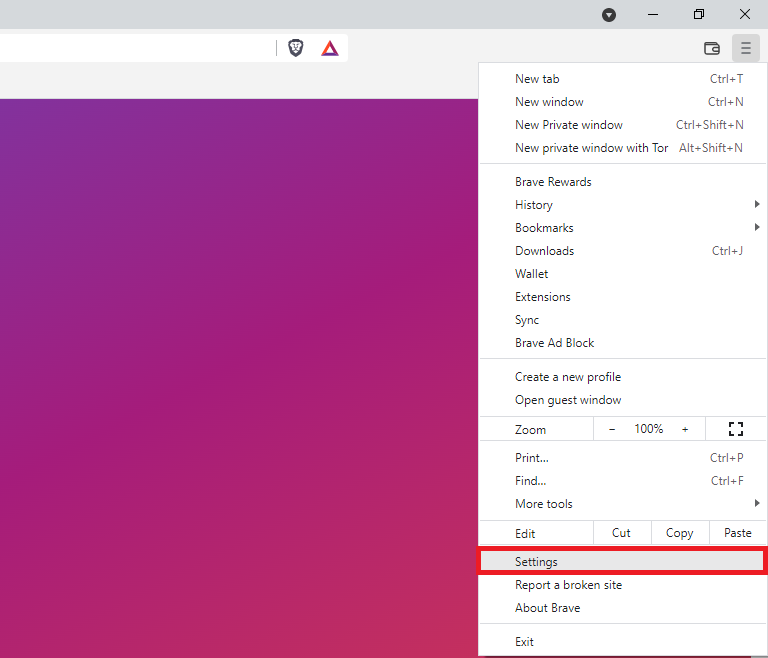 New tab Ctrl+T
New window Ctrl+N
New Private window Ctrl+Shift+N
New private window with Tor Alt+Shift+N
Brave Rewards
History
Bookmarks
Downloads Ctrl+J
Wallet
Extensions
Sync
Brave Ad Block
Create a new profile
Open guest window
Zoom − 100% +
Print... Ctrl+P
Find... Ctrl+F
More tools
Edit Cut Copy Paste
Settings
Report a broken site
About Brave
Exit